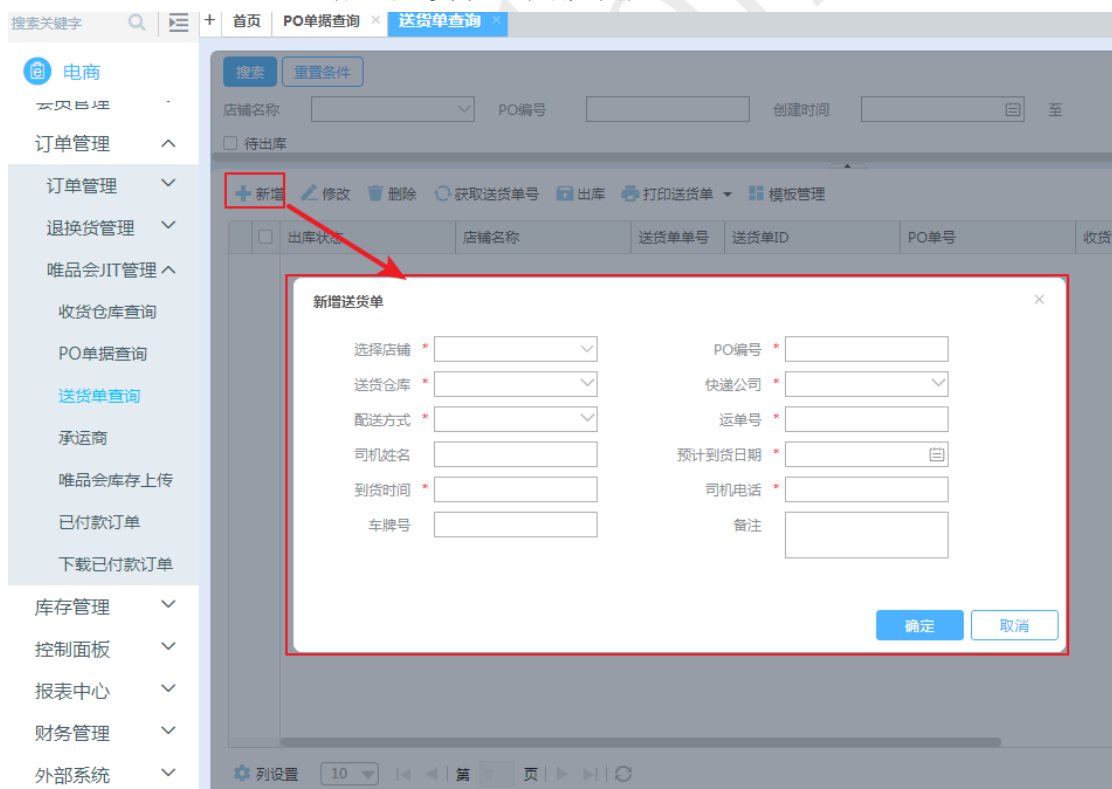 搜索关键字
+ 首页 PO单据查询 × 送货单查询 ×
电商
会员管理
订单管理
订单管理
退换货管理
唯品会JIT管理
收货仓库查询
PO单据查询
送货单查询
承运商
唯品会库存上传
已付款订单
下载已付款订单
库存管理
控制面板
报表中心
财务管理
外部系统
搜索 重置条件
店铺名称 PO编号 创建时间 至
待出库
新增 修改 删除 获取送货单号 出库 打印送货单 模板管理
出库状态 店铺名称 送货单单号 送货单ID PO单号 收货
新增送货单 ×
选择店铺 * PO编号 *
送货仓库 * 快递公司 *
配送方式 * 运单号 *
司机姓名 预计到货日期 *
到货时间 * 司机电话 *
车牌号 备注
确定 取消
列设置 10 第 0 页